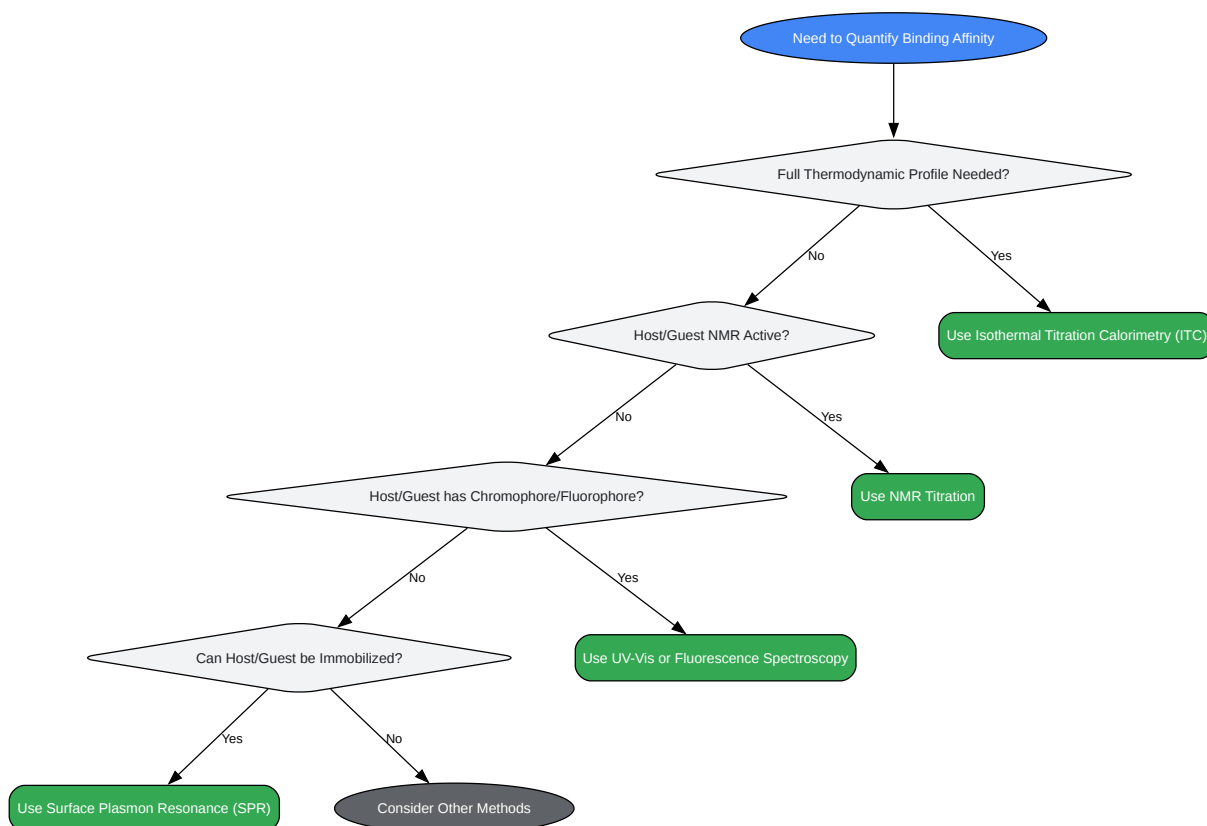 Need to Quantify Binding Affinity
Full Thermodynamic Profile Needed?
No
Yes
Host/Guest NMR Active?
Use Isothermal Titration Calorimetry (ITC)
No
Yes
Host/Guest has Chromophore/Fluorophore?
Use NMR Titration
No
Yes
Can Host/Guest be Immobilized?
Use UV-Vis or Fluorescence Spectroscopy
Yes
No
Use Surface Plasmon Resonance (SPR)
Consider Other Methods